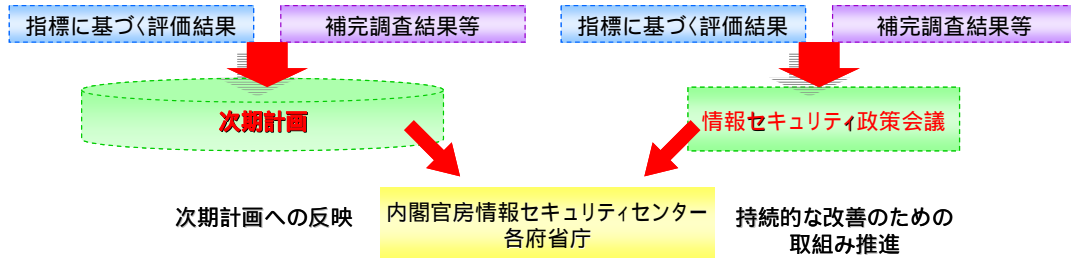 指標に基づく評価結果
補完調査結果等
指標に基づく評価結果
補完調査結果等
次期計画
情報セキュリティ政策会議
次期計画への反映
内閣官房情報セキュリティセンター
各府省庁
持続的な改善のための
取組み推進